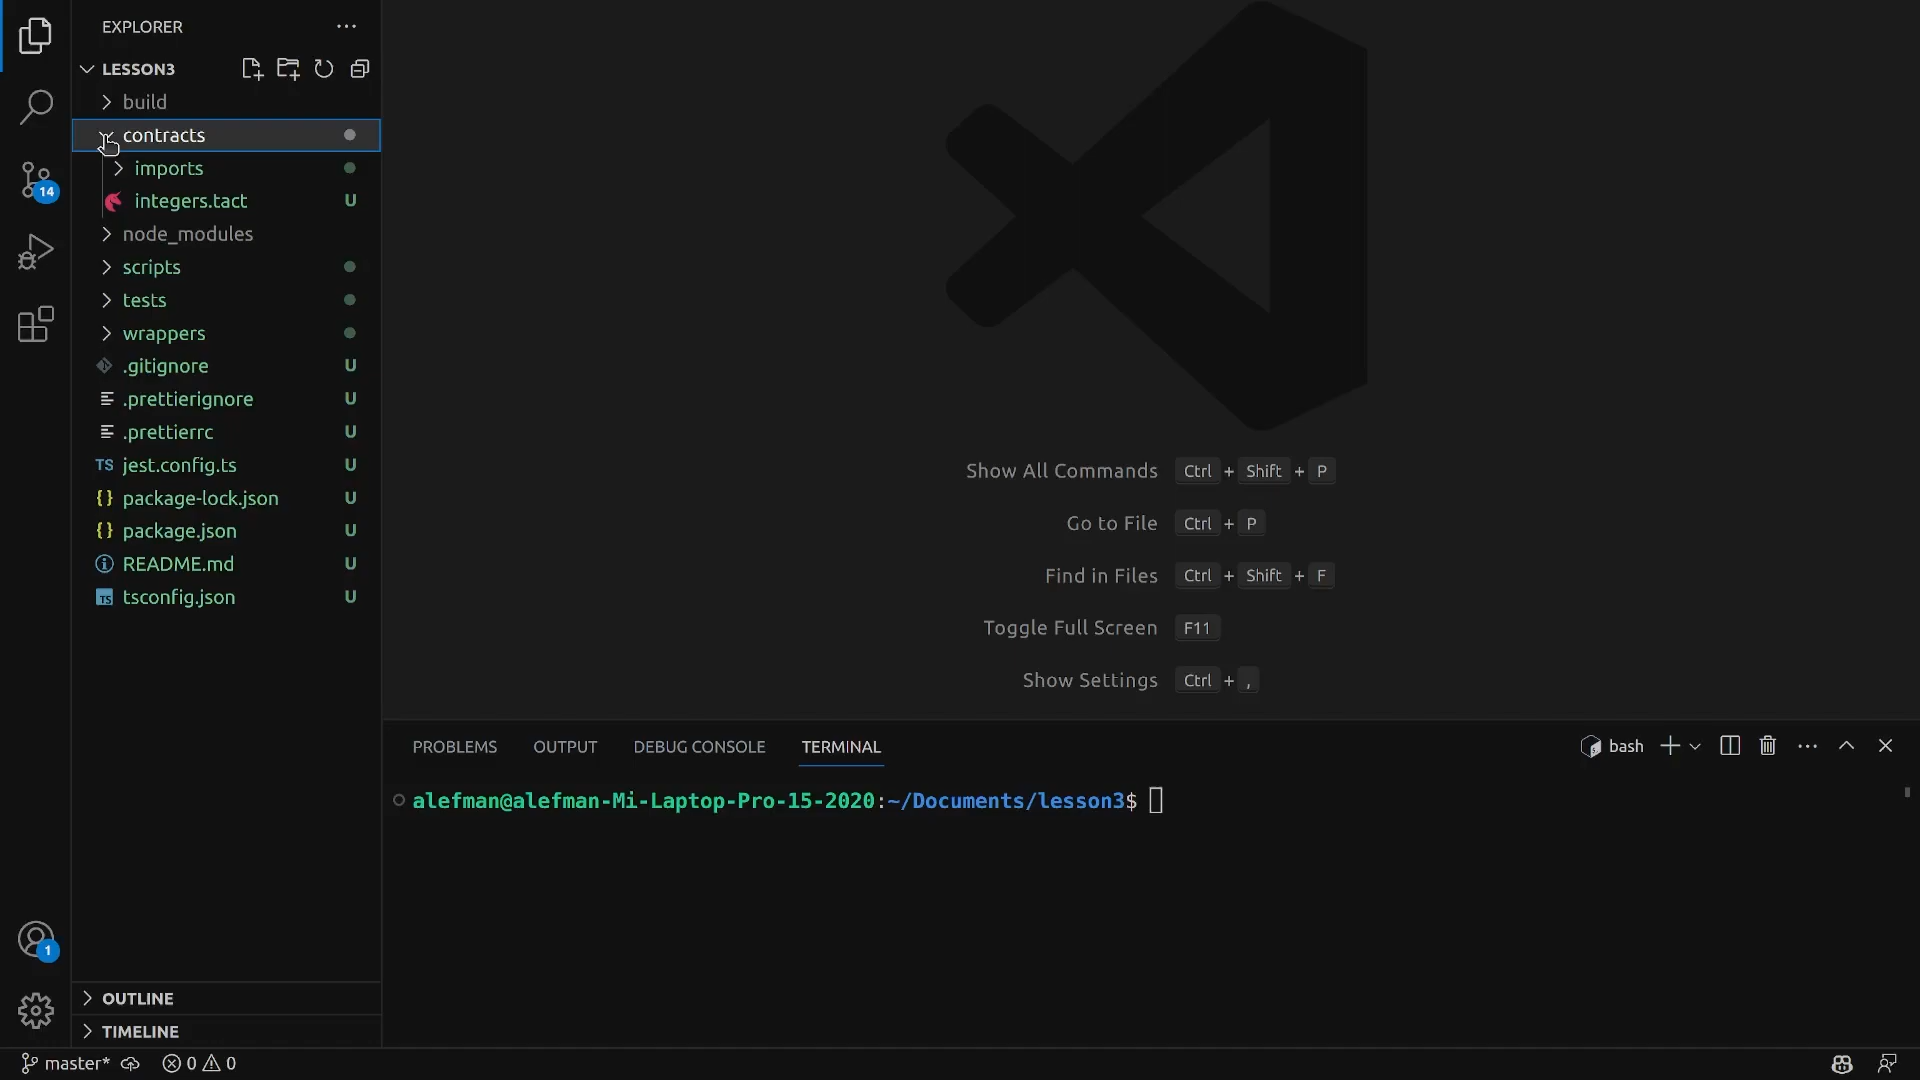 EXPLORER
LESSON3
build
contracts
imports
integers.tact U
node_modules
scripts
tests
wrappers
.gitignore U
.prettierignore U
.prettierrc U
TS jest.config.ts U
{} package-lock.json U
{} package.json U
README.md U
TS tsconfig.json U
OUTLINE
TIMELINE
14
1
Show All Commands Ctrl + Shift + P
Go to File Ctrl + P
Find in Files Ctrl + Shift + F
Toggle Full Screen F11
Show Settings Ctrl + ,
PROBLEMS OUTPUT DEBUG CONSOLE TERMINAL bash
alefman@alefman-Mi-Laptop-Pro-15-2020:~/Documents/lesson3$
master* 0 0